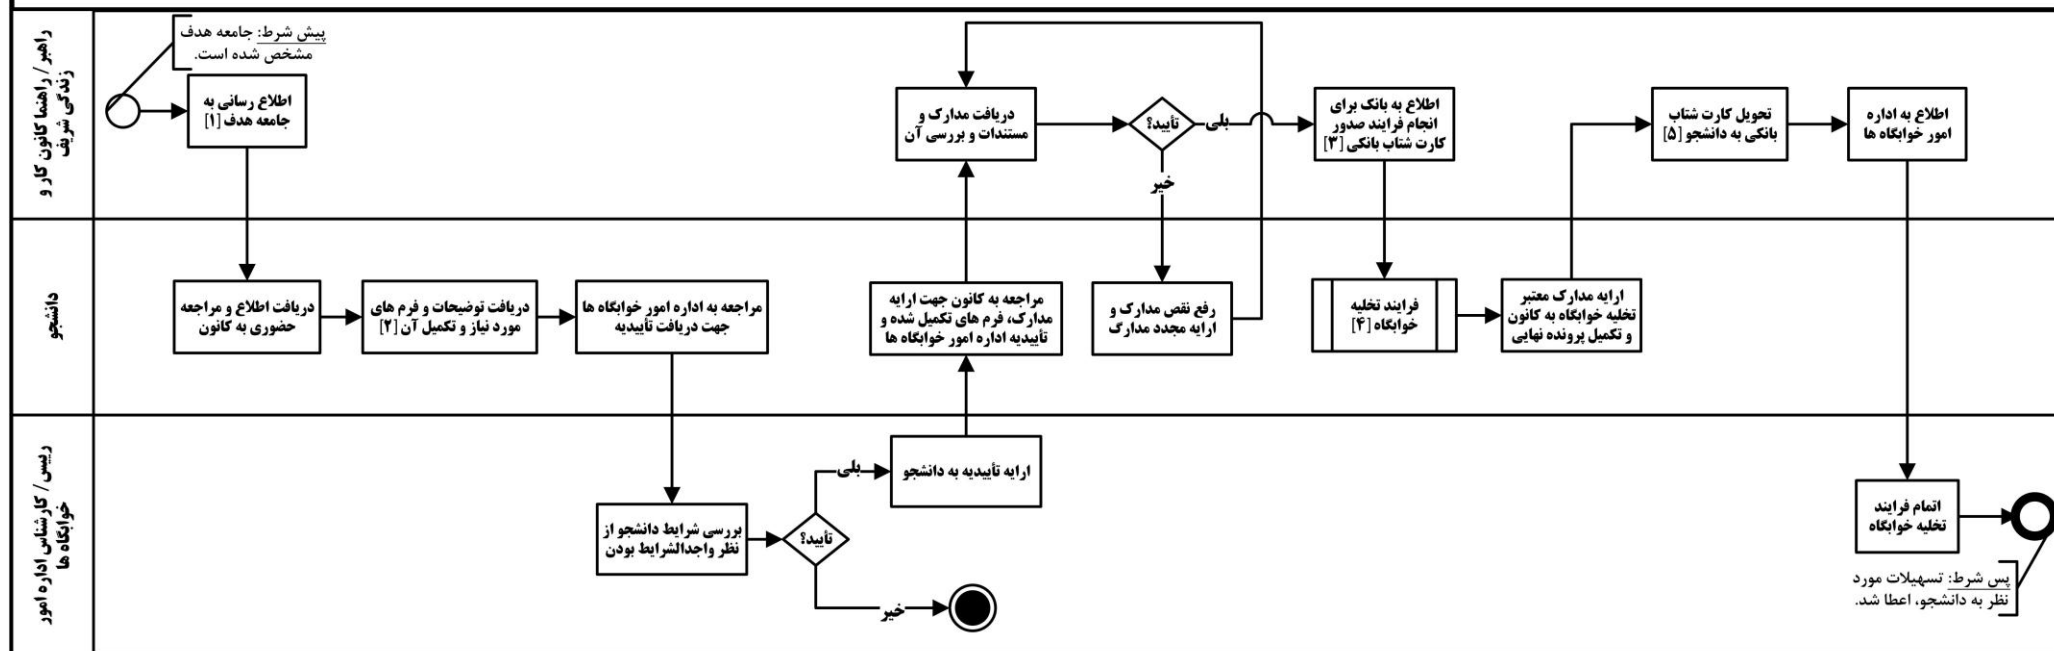 راهبر / راهنما کانون کار و
زندگی شریف
پیش شرط: جامعه هدف
مشخص شده است.
اطلاع رسانی به
جامعه هدف [۱]
دریافت مدارک و
مستندات و بررسی آن
تأیید؟
بلی
خیر
اطلاع به بانک برای
انجام فرایند صدور
کارت شتاب بانکی [۳]
تحویل کارت شتاب
بانکی به دانشجو [۵]
اطلاع به اداره
امور خوابگاه ها
دانشجو
دریافت اطلاع و مراجعه
حضوری به کانون
دریافت توضیحات و فرم های
مورد نیاز و تکمیل آن [۲]
مراجعه به اداره امور خوابگاه ها
جهت دریافت تأییدیه
مراجعه به کانون جهت ارایه
مدارک، فرم های تکمیل شده و
تأییدیه اداره امور خوابگاه ها
رفع نقص مدارک و
ارایه مجدد مدارگ
فرایند تخلیه
خوابگاه [۴]
ارایه مدارک معتبر
تخلیه خوابگاه به کانون
و تکمیل پرونده نهایی
رییس / کارشناس اداره امور
خوابگاه ها
بررسی شرایط دانشجو از
نظر واجدالشرایط بودن
تأیید؟
بلی
خیر
ارایه تأییدیه به دانشجو
اتمام فرایند
تخلیه خوابگاه
پس شرط: تسهیلات مورد
نظر به دانشجو، اعطا شد.